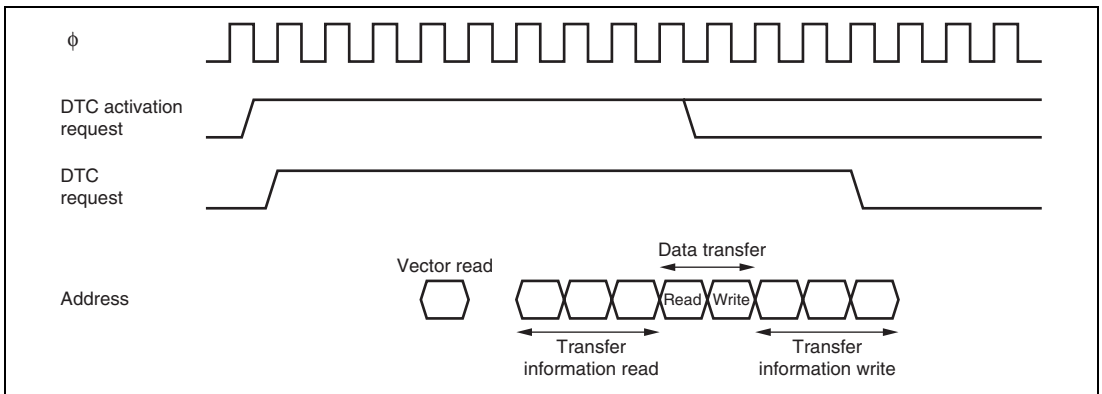 ϕ
DTC activation
request
DTC
request
Data transfer
Vector read
Address
Read Write
Transfer
information read
Transfer
information write